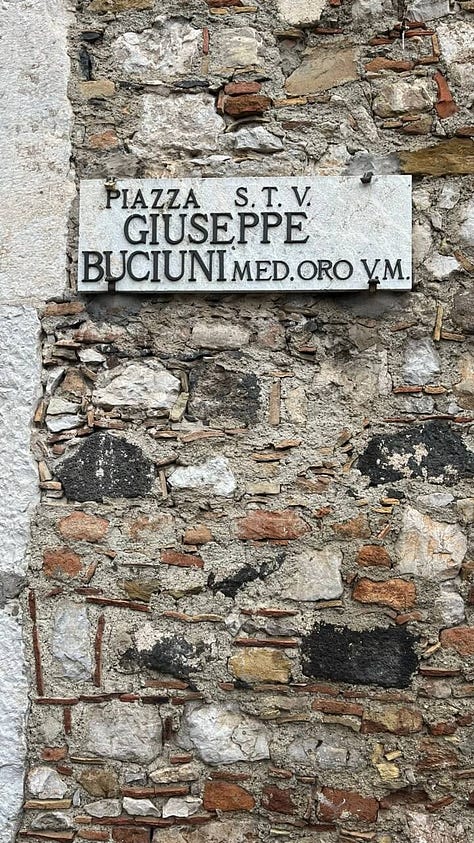 PIAZZA S.T.V.
GIUSEPPE
BUCIUNI MED.ORO V.M.